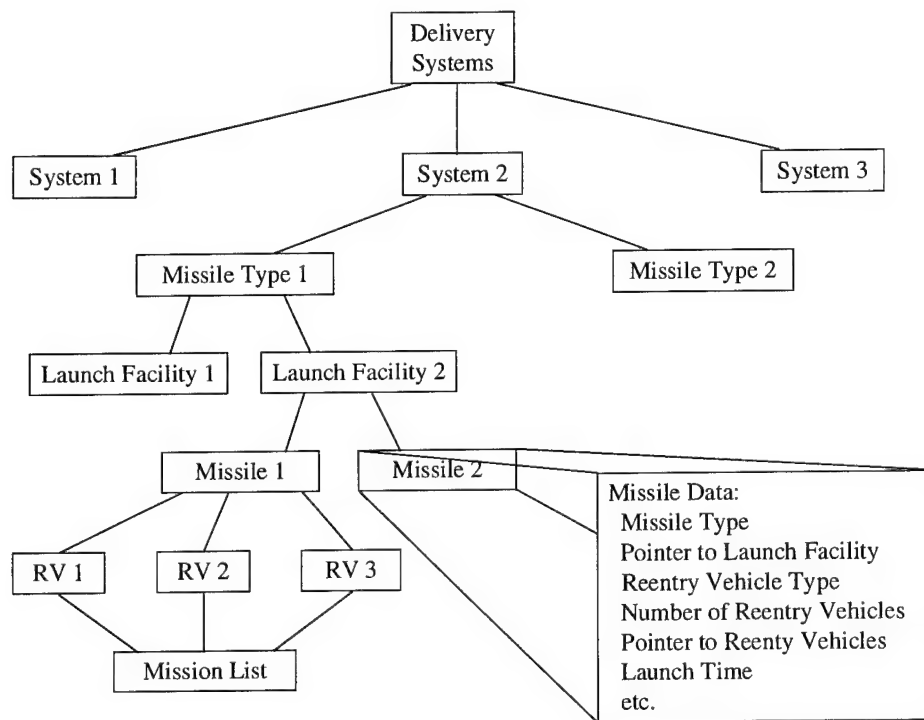 Delivery
Systems
System 1
System 2
System 3
Missile Type 1
Missile Type 2
Launch Facility 1
Launch Facility 2
Missile 1
Missile 2
Missile Data:
Missile Type
Pointer to Launch Facility
Reentry Vehicle Type
Number of Reentry Vehicles
Pointer to Reenty Vehicles
Launch Time
etc.
RV 1
RV 2
RV 3
Mission List